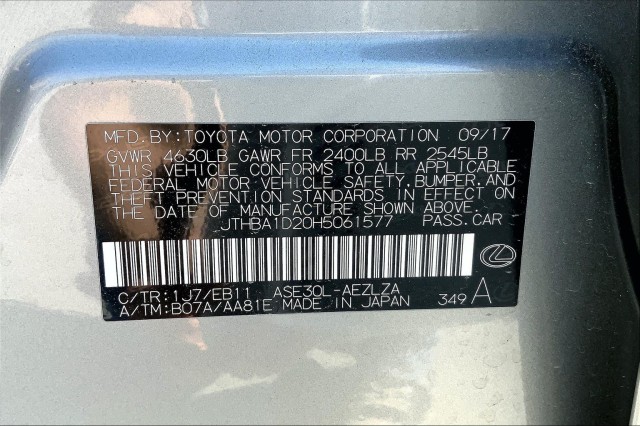 MFD. BY: TOYOTA MOTOR CORPORATION 09/17
GVWR 4630LB GAWR FR 2400LB RR 2545LB
THIS VEHICLE CONFORMS TO ALL APPLICABLE
FEDERAL MOTOR VEHICLE SAFETY, BUMPER, AND
THEFT PREVENTION STANDARDS IN EFFECT ON
THE DATE OF MANUFACTURE SHOWN ABOVE.
JTHBA1D20H5061577 PASS. CAR
C/TR: 1J7/EB11 ASE30L-AEZLZA
A/TM: B07A/AA81E MADE IN JAPAN 349 A